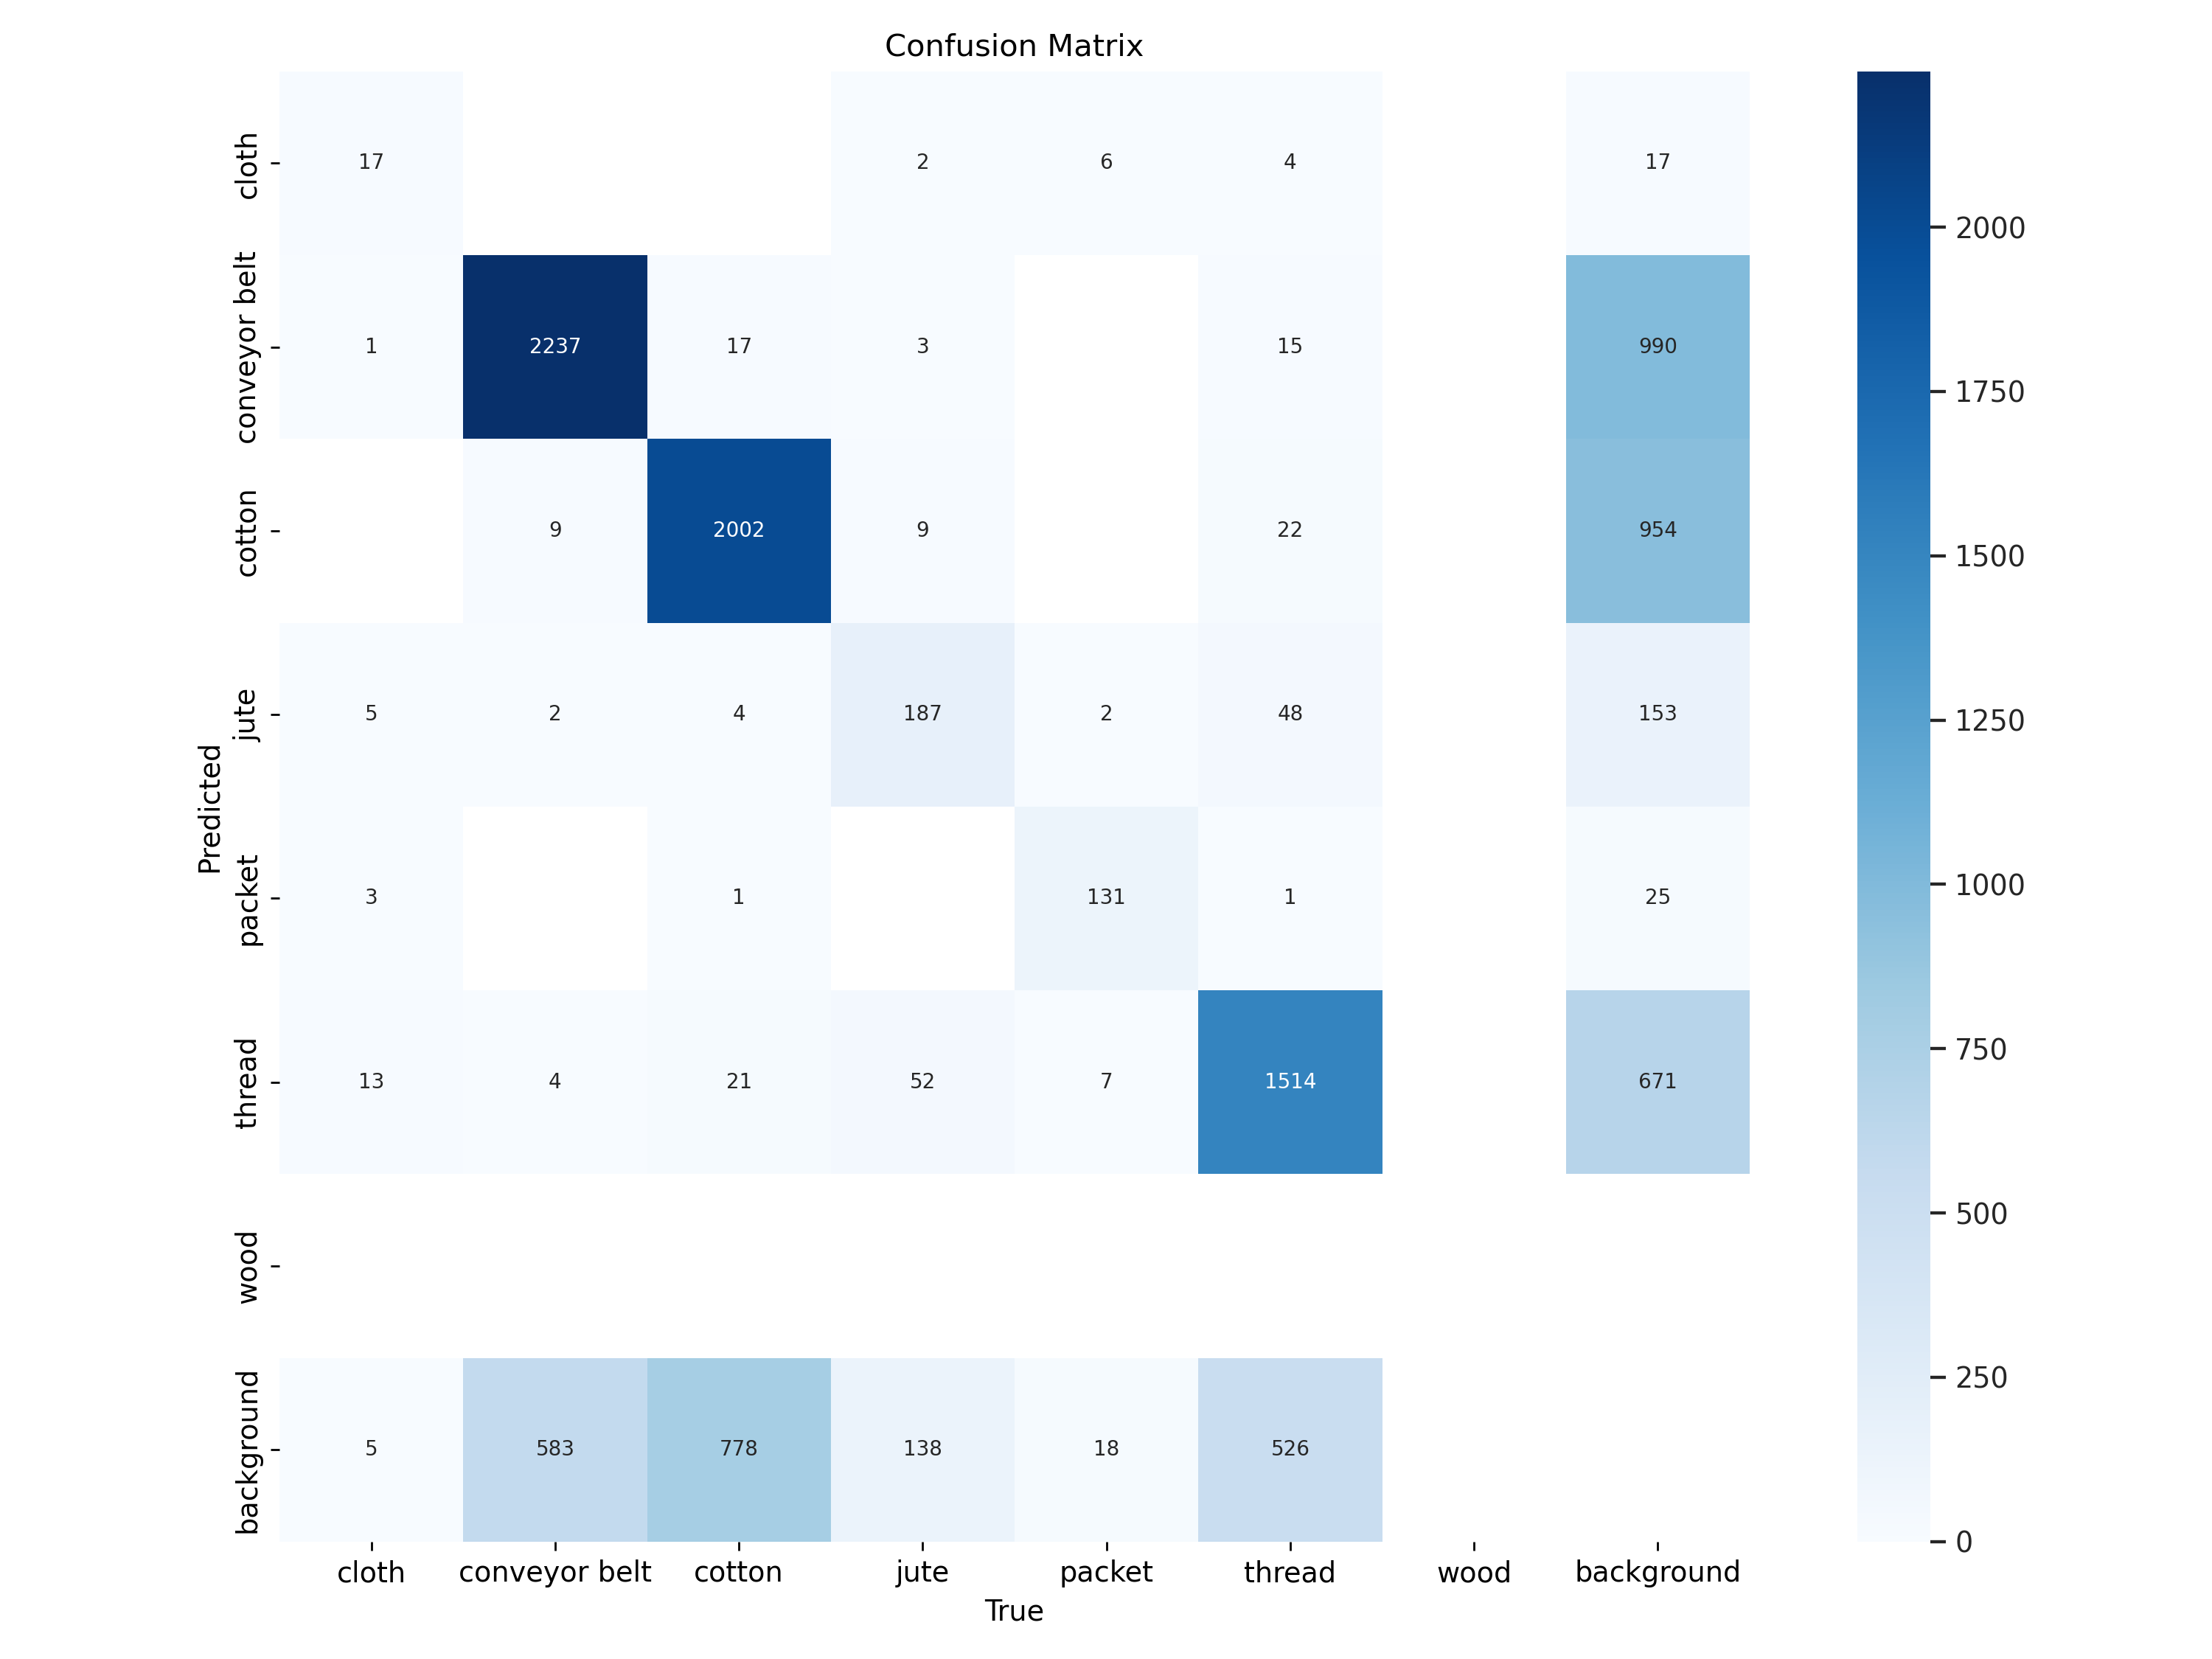 Confusion Matrix
cloth 17 2 6 4 17
conveyor belt 1 2237 17 3 15 990
cotton 9 2002 9 22 954
jute 5 2 4 187 2 48 153
packet 3 1 131 1 25
thread 13 4 21 52 7 1514 671
wood
background 5 583 778 138 18 526
Predicted
cloth conveyor belt cotton jute packet thread wood background
True
2000
1750
1500
1250
1000
750
500
250
0